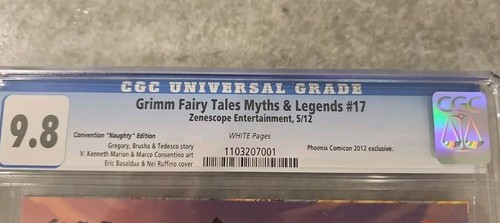 CGC UNIVERSAL GRADE
9.8
Grimm Fairy Tales Myths & Legends #17
Zenescope Entertainment, 5/12
Convention "Naughty" Edition
WHITE Pages
Gregory, Brusha & Tedesco story
V. Kenneth Marion & Marco Consentino art
Eric Basaldua & Nei Ruffino cover
1103207001
Phoenix Comicon 2012 exclusive.
CGC